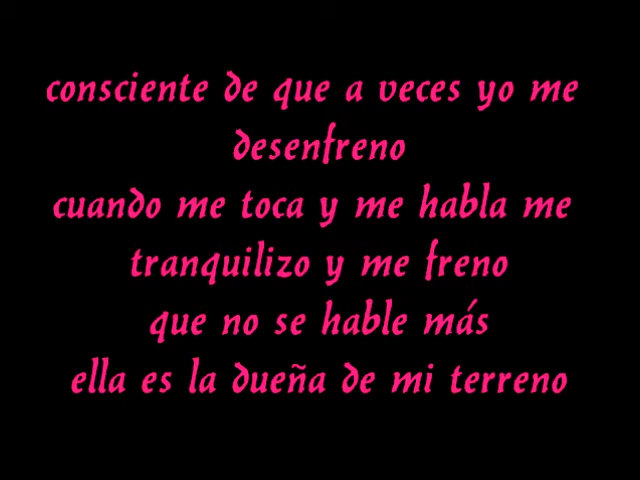 consciente de que a veces yo me
desenfreno
cuando me toca y me habla me
tranquilizo y me freno
que no se hable más
ella es la dueña de mi terreno